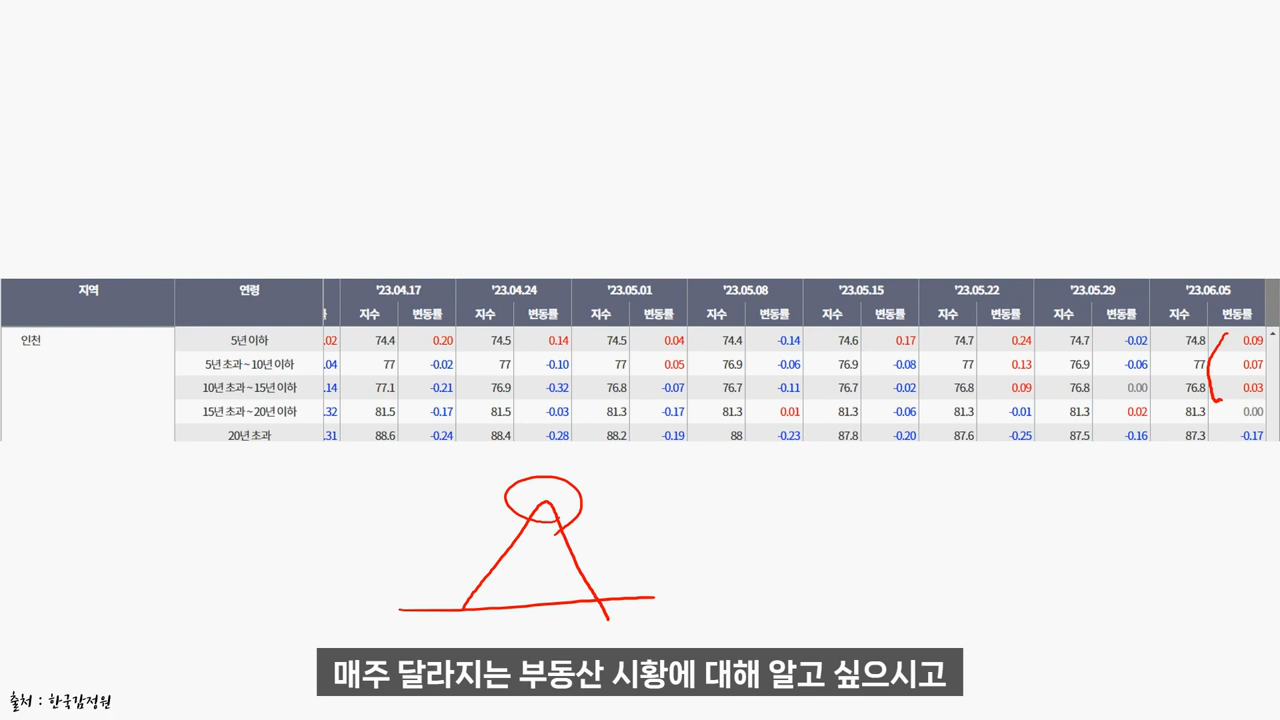 지역 연령 '23.04.17 '23.04.24 '23.05.01 '23.05.08 '23.05.15 '23.05.22 '23.05.29 '23.06.05
지수 변동률 지수 변동률 지수 변동률 지수 변동률 지수 변동률 지수 변동률 지수 변동률 지수 변동률
인천 5년 이하 .02 74.4 0.20 74.5 0.14 74.5 0.04 74.4 -0.14 74.6 0.17 74.7 0.24 74.7 -0.02 74.8 0.09
5년 초과 ~ 10년 이하 .04 77 -0.02 77 -0.10 77 0.05 76.9 -0.06 76.9 -0.08 77 0.13 76.9 -0.06 77 0.07
10년 초과 ~ 15년 이하 .14 77.1 -0.21 76.9 -0.32 76.8 -0.07 76.7 -0.11 76.7 -0.02 76.8 0.09 76.8 0.00 76.8 0.03
15년 초과 ~ 20년 이하 .32 81.5 -0.17 81.5 -0.03 81.3 -0.17 81.3 0.01 81.3 -0.06 81.3 -0.01 81.3 0.02 81.3 0.00
20년 초과 .31 88.6 -0.24 88.4 -0.28 88.2 -0.19 88 -0.23 87.8 -0.20 87.6 -0.25 87.5 -0.16 87.3 -0.17
매주 달라지는 부동산 시황에 대해 알고 싶으시고
출처 : 한국감정원